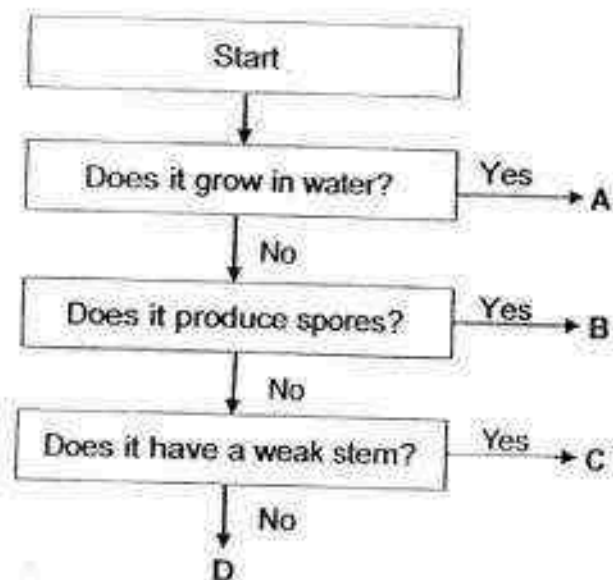 Start
Does it grow in water?
Yes
A
No
Does it produce spores?
Yes
B
No
Does it have a weak stem?
Yes
C
No
D